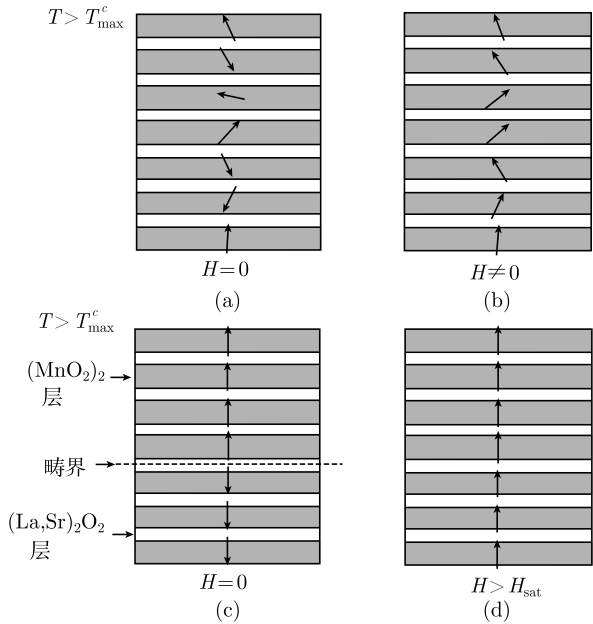 T > T^c_max
H = 0
H ≠ 0
(a)
(b)
T > T^c_max
(MnO₂)₂
层
畴界
(La,Sr)₂O₂
层
H = 0
H > H_sat
(c)
(d)